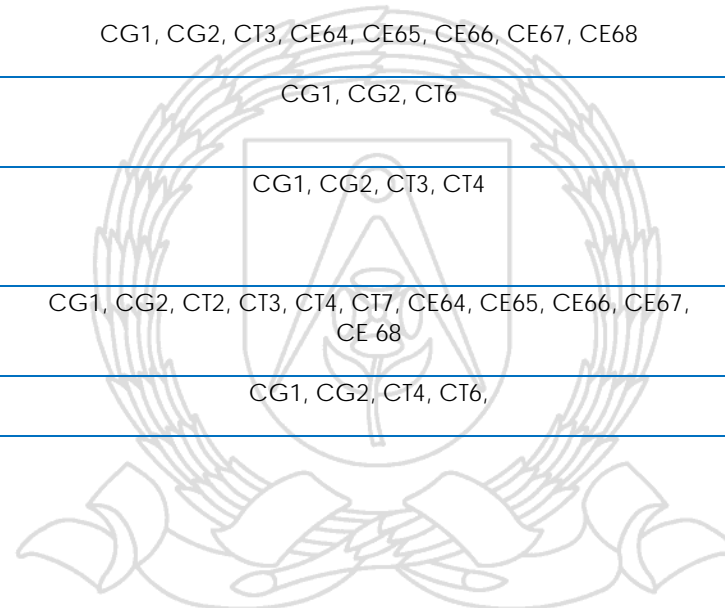 CG1, CG2, CT3, CE64, CE65, CE66, CE67, CE68
CG1, CG2, CT6
CG1, CG2, CT3, CT4
CG1, CG2, CT2, CT3, CT4, CT7, CE64, CE65, CE66, CE67,
CE 68
CG1, CG2, CT4, CT6,